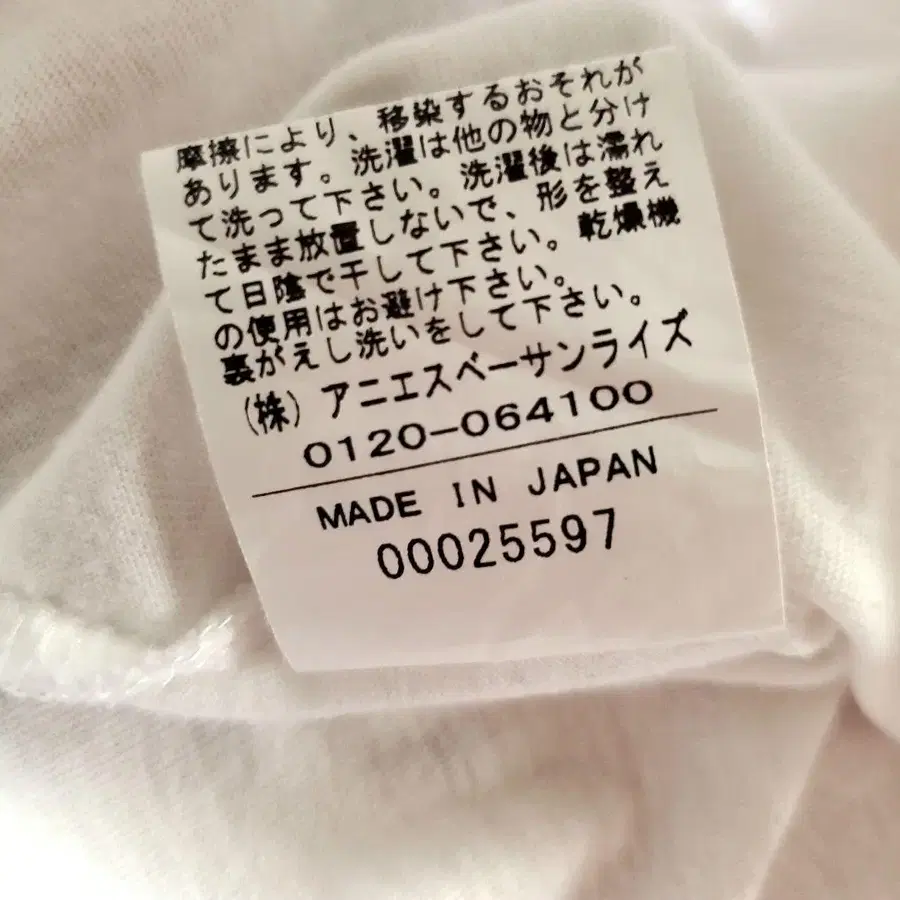 摩擦により、移染するおそれが
あります。洗濯は他の物と分け
て洗って下さい。洗濯後は濡れ
たまま放置しないで、形を整え
て日陰で干して下さい。乾燥機
の使用はお避け下さい。
裏がえし洗いをして下さい。
(株) アニエスベーサンライズ
0120-064100
MADE IN JAPAN
00025597